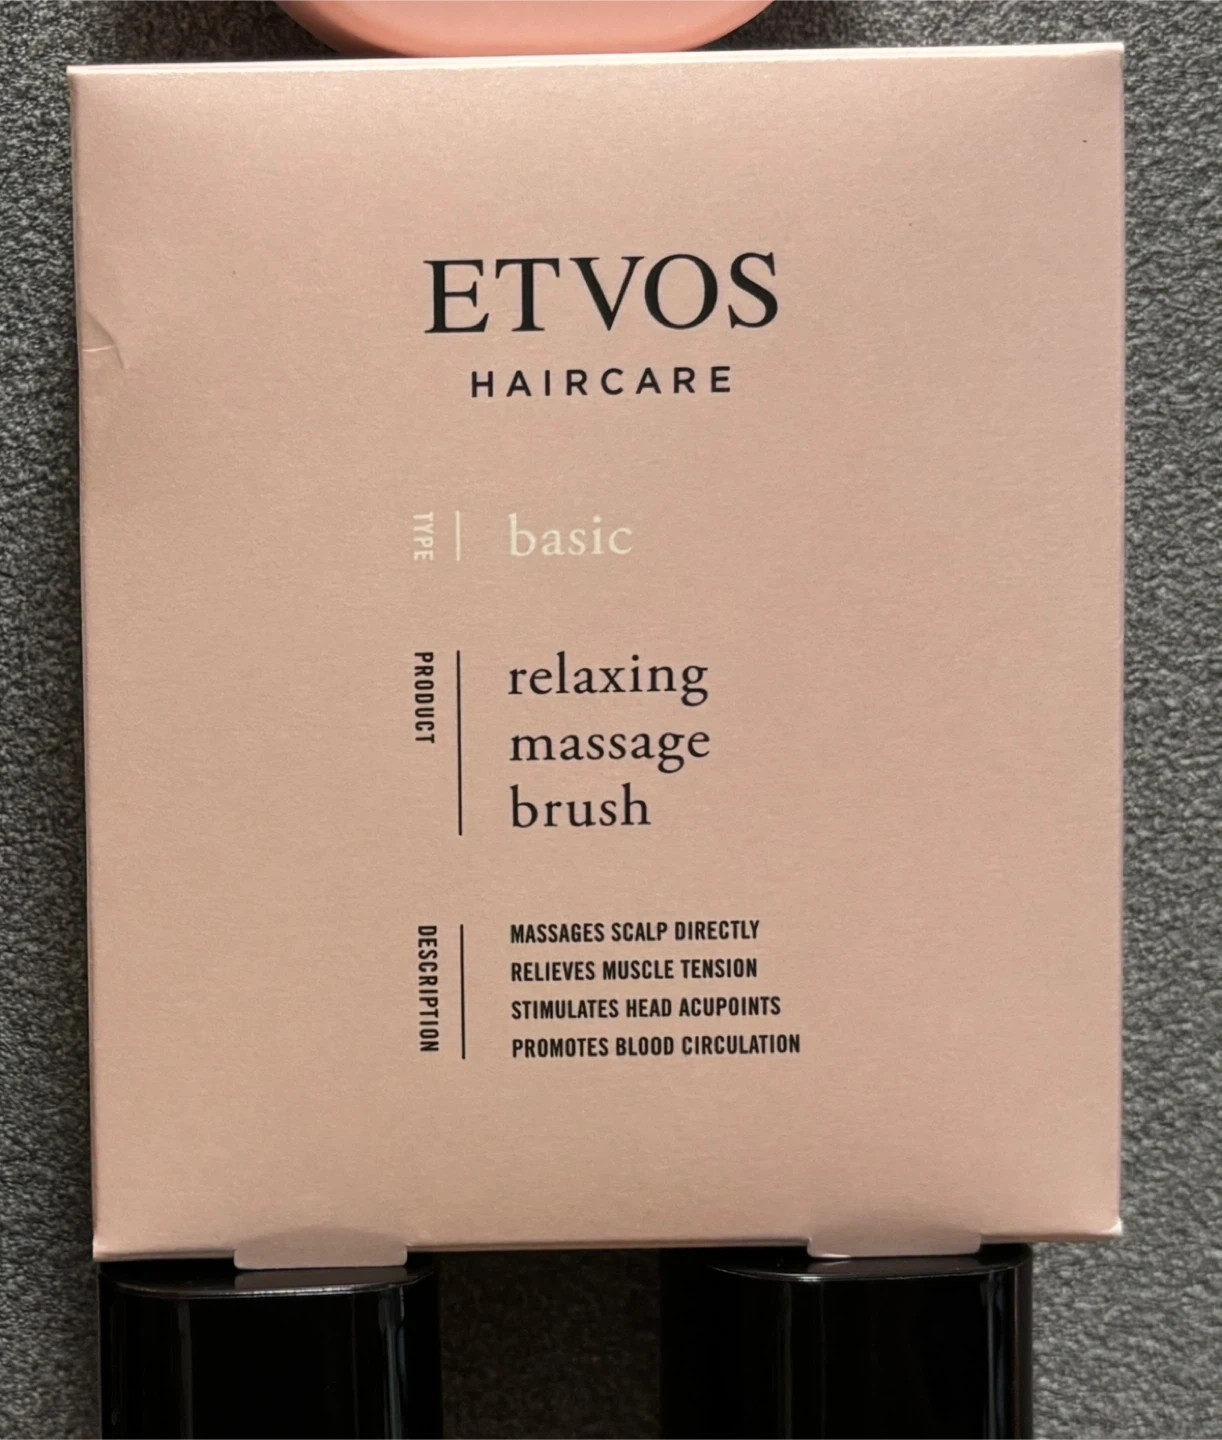 ETVOS
HAIRCARE
TYPE
basic
PRODUCT
relaxing
massage
brush
DESCRIPTION
MASSAGES SCALP DIRECTLY
RELIEVES MUSCLE TENSION
STIMULATES HEAD ACUPOINTS
PROMOTES BLOOD CIRCULATION